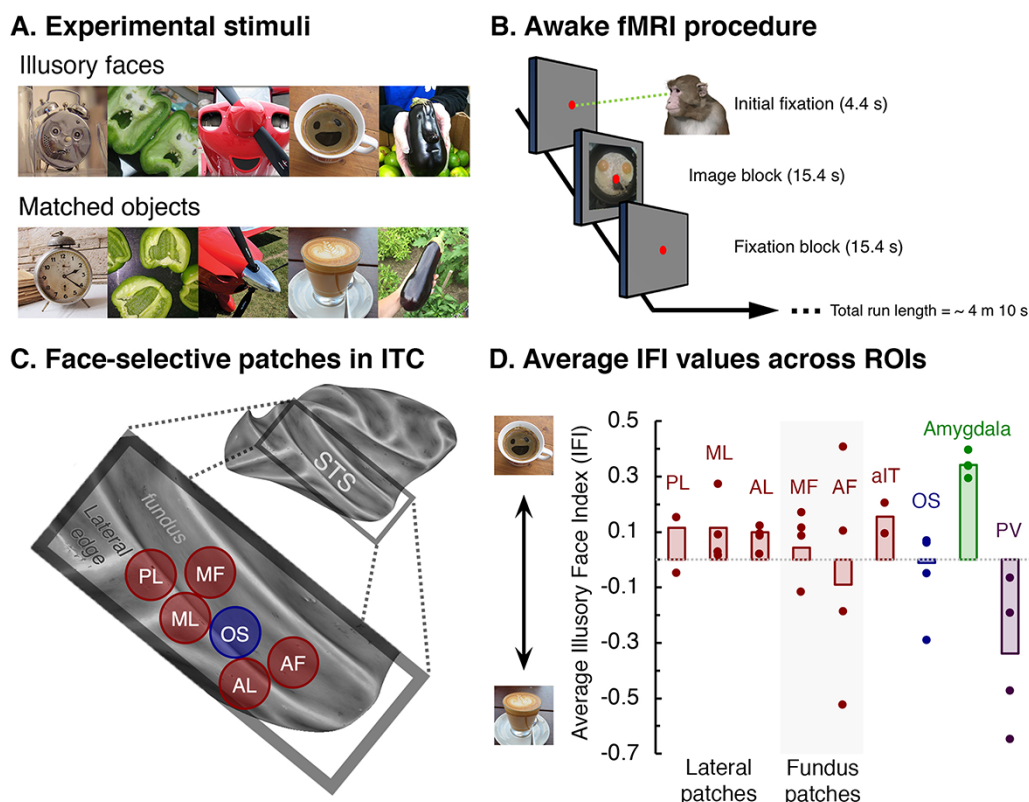 A. Experimental stimuli
Illusory faces
Matched objects
B. Awake fMRI procedure
Initial fixation (4.4 s)
Image block (15.4 s)
Fixation block (15.4 s)
Total run length = ~ 4 m 10 s
C. Face-selective patches in ITC
STS
fundus
Lateral
edge
PL
MF
ML
OS
AF
AL
D. Average IFI values across ROIs
Average Illusory Face Index (IFI)
0.5
0.3
0.1
-0.1
-0.3
-0.5
-0.7
PL
ML
AL
MF
AF
aIT
OS
Amygdala
PV
Lateral
patches
Fundus
patches